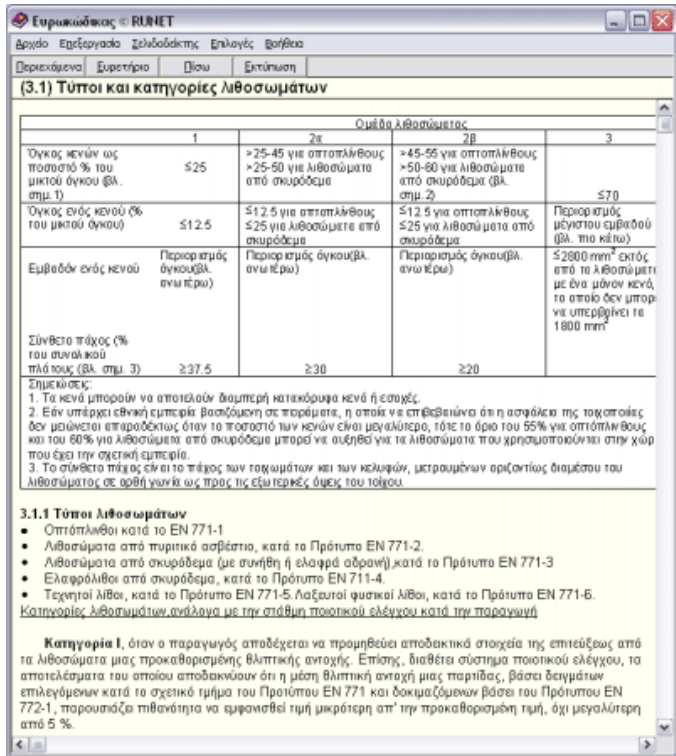 Ευρωκώδικας © RUNET
Αρχείο Επεξεργασία Σελιδοδείκτης Επιλογές Βοήθεια
Περιεχόμενα Ευρετήριο Πίσω Εκτύπωση
(3.1) Τύποι και κατηγορίες λιθοσωμάτων
Ομάδα λιθοσώματος
1 2α 2β 3
Όγκος κενών ως ποσοστό % του μικτού όγκου (βλ. σημ. 1)
≤25
>25-45 για οπτοπλίνθους
>25-50 για λιθοσώματα από σκυρόδεμα
>45-55 για οπτοπλίνθους
>50-60 για λιθοσώματα από σκυρόδεμα (βλ. σημ. 2)
≤70
Όγκος ενός κενού (% του μικτού όγκου)
≤12.5
≤12.5 για οπτοπλίνθους
≤25 για λιθοσώματα από σκυρόδεμα
≤12.5 για οπτοπλίνθους
≤25 για λιθοσώματα από σκυρόδεμα
Περιορισμός μέγιστου εμβαδού (βλ. πιο κάτω)
Εμβαδόν ενός κενού
Περιορισμός όγκου(βλ. ανωτέρω)
Περιορισμός όγκου(βλ. ανωτέρω)
Περιορισμός όγκου(βλ. ανωτέρω)
≤2800 mm² εκτός
από τα λιθοσώματ
με ένα μόνον κενό,
το οποίο δεν μπορ
να υπερβαίνει τα
1800 mm²
Σύνθετο πάχος (%
του συνολικού
πλάτους (βλ. σημ. 3) ≥37.5 ≥30 ≥20
Σημειώσεις:
1. Τα κενά μπορούν να αποτελούν διαμπερή κατακόρυφα κενά ή εσοχές.
2. Εάν υπάρχει εθνική εμπειρία βασιζόμενη σε πειράματα, η οποία να επιβεβαιώνει ότι η ασφάλεια της τοιχοποιίας
δεν μειώνεται απαραδέκτως όταν το ποσοστό των κενών είναι μεγαλύτερο, τότε το όριο του 55% για οπτόπλινθους
και του 60% για λιθοσώματα από σκυρόδεμα μπορεί να αυξηθεί για τα λιθοσώματα που χρησιμοποιούνται στην χώρ
που έχει την σχετική εμπειρία.
3. Το σύνθετο πάχος είναι το πάχος των τοιχωμάτων και των κελυφών, μετρουμένων οριζοντίως διαμέσου του
λιθοσώματος σε ορθή γωνία ως προς τις εξωτερικές όψεις του τοίχου.
3.1.1 Τύποι λιθοσωμάτων
• Οπτόπλινθοι κατά το EN 771-1
• Λιθοσώματα από πυριτικό ασβέστιο, κατά το Πρότυπο EN 771-2.
• Λιθοσώματα από σκυρόδεμα (με συνήθη ή ελαφρά αδρανή),κατά το Πρότυπο EN 771-3
• Ελαφρόλιθοι από σκυρόδεμα, κατά το Πρότυπο EN 711-4.
• Τεχνητοί λίθοι, κατά το Πρότυπο EN 771-5. Λαξευτοί φυσικοί λίθοι, κατά το Πρότυπο EN 771-6.
Κατηγορίες λιθοσωμάτων,ανάλογα με την στάθμη ποιοτικού ελέγχου κατά την παραγωγή
Κατηγορία Ι, όταν ο παραγωγός αποδέχεται να προμηθεύει αποδεικτικά στοιχεία της επιτεύξεως από
τα λιθοσώματα μιας προκαθορισμένης θλιπτικής αντοχής. Επίσης, διαθέτει σύστημα ποιοτικού ελέγχου, τα
αποτελέσματα του οποίου αποδεικνύουν ότι η μέση θλιπτική αντοχή μιας παρτίδας, βάσει δειγμάτων
επιλεγόμενων κατά το σχετικό τμήμα του Προτύπου EN 771 και δοκιμαζόμενων βάσει του Πρότυπου EN
772-1, παρουσιάζει πιθανότητα να εμφανισθεί τιμή μικρότερη απ' την προκαθορισμένη τιμή, όχι μεγαλύτερη
από 5 %.